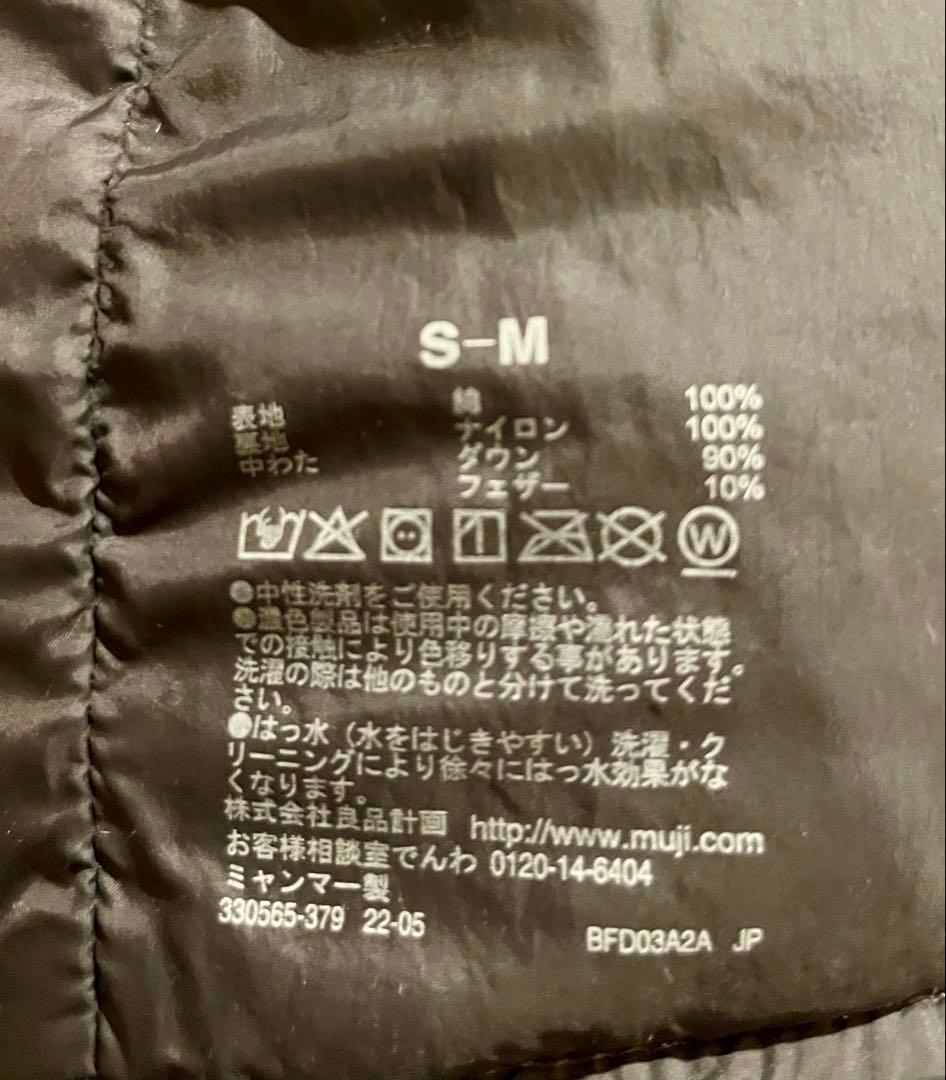 S-M
表地 綿 100%
裏地 ナイロン 100%
中わた ダウン 90%
フェザー 10%
W
●中性洗剤をご使用ください。
●濃色製品は使用中の摩擦や濡れた状態
での接触により色移りする事があります。
洗濯の際は他のものと分けて洗ってくだ
さい。
●はっ水（水をはじきやすい）洗濯・ク
リーニングにより徐々にはっ水効果がな
くなります。
株式会社良品計画 http://www.muji.com
お客様相談室でんわ 0120-14-6404
ミャンマー製
330565-379 22-05
BFD03A2A JP